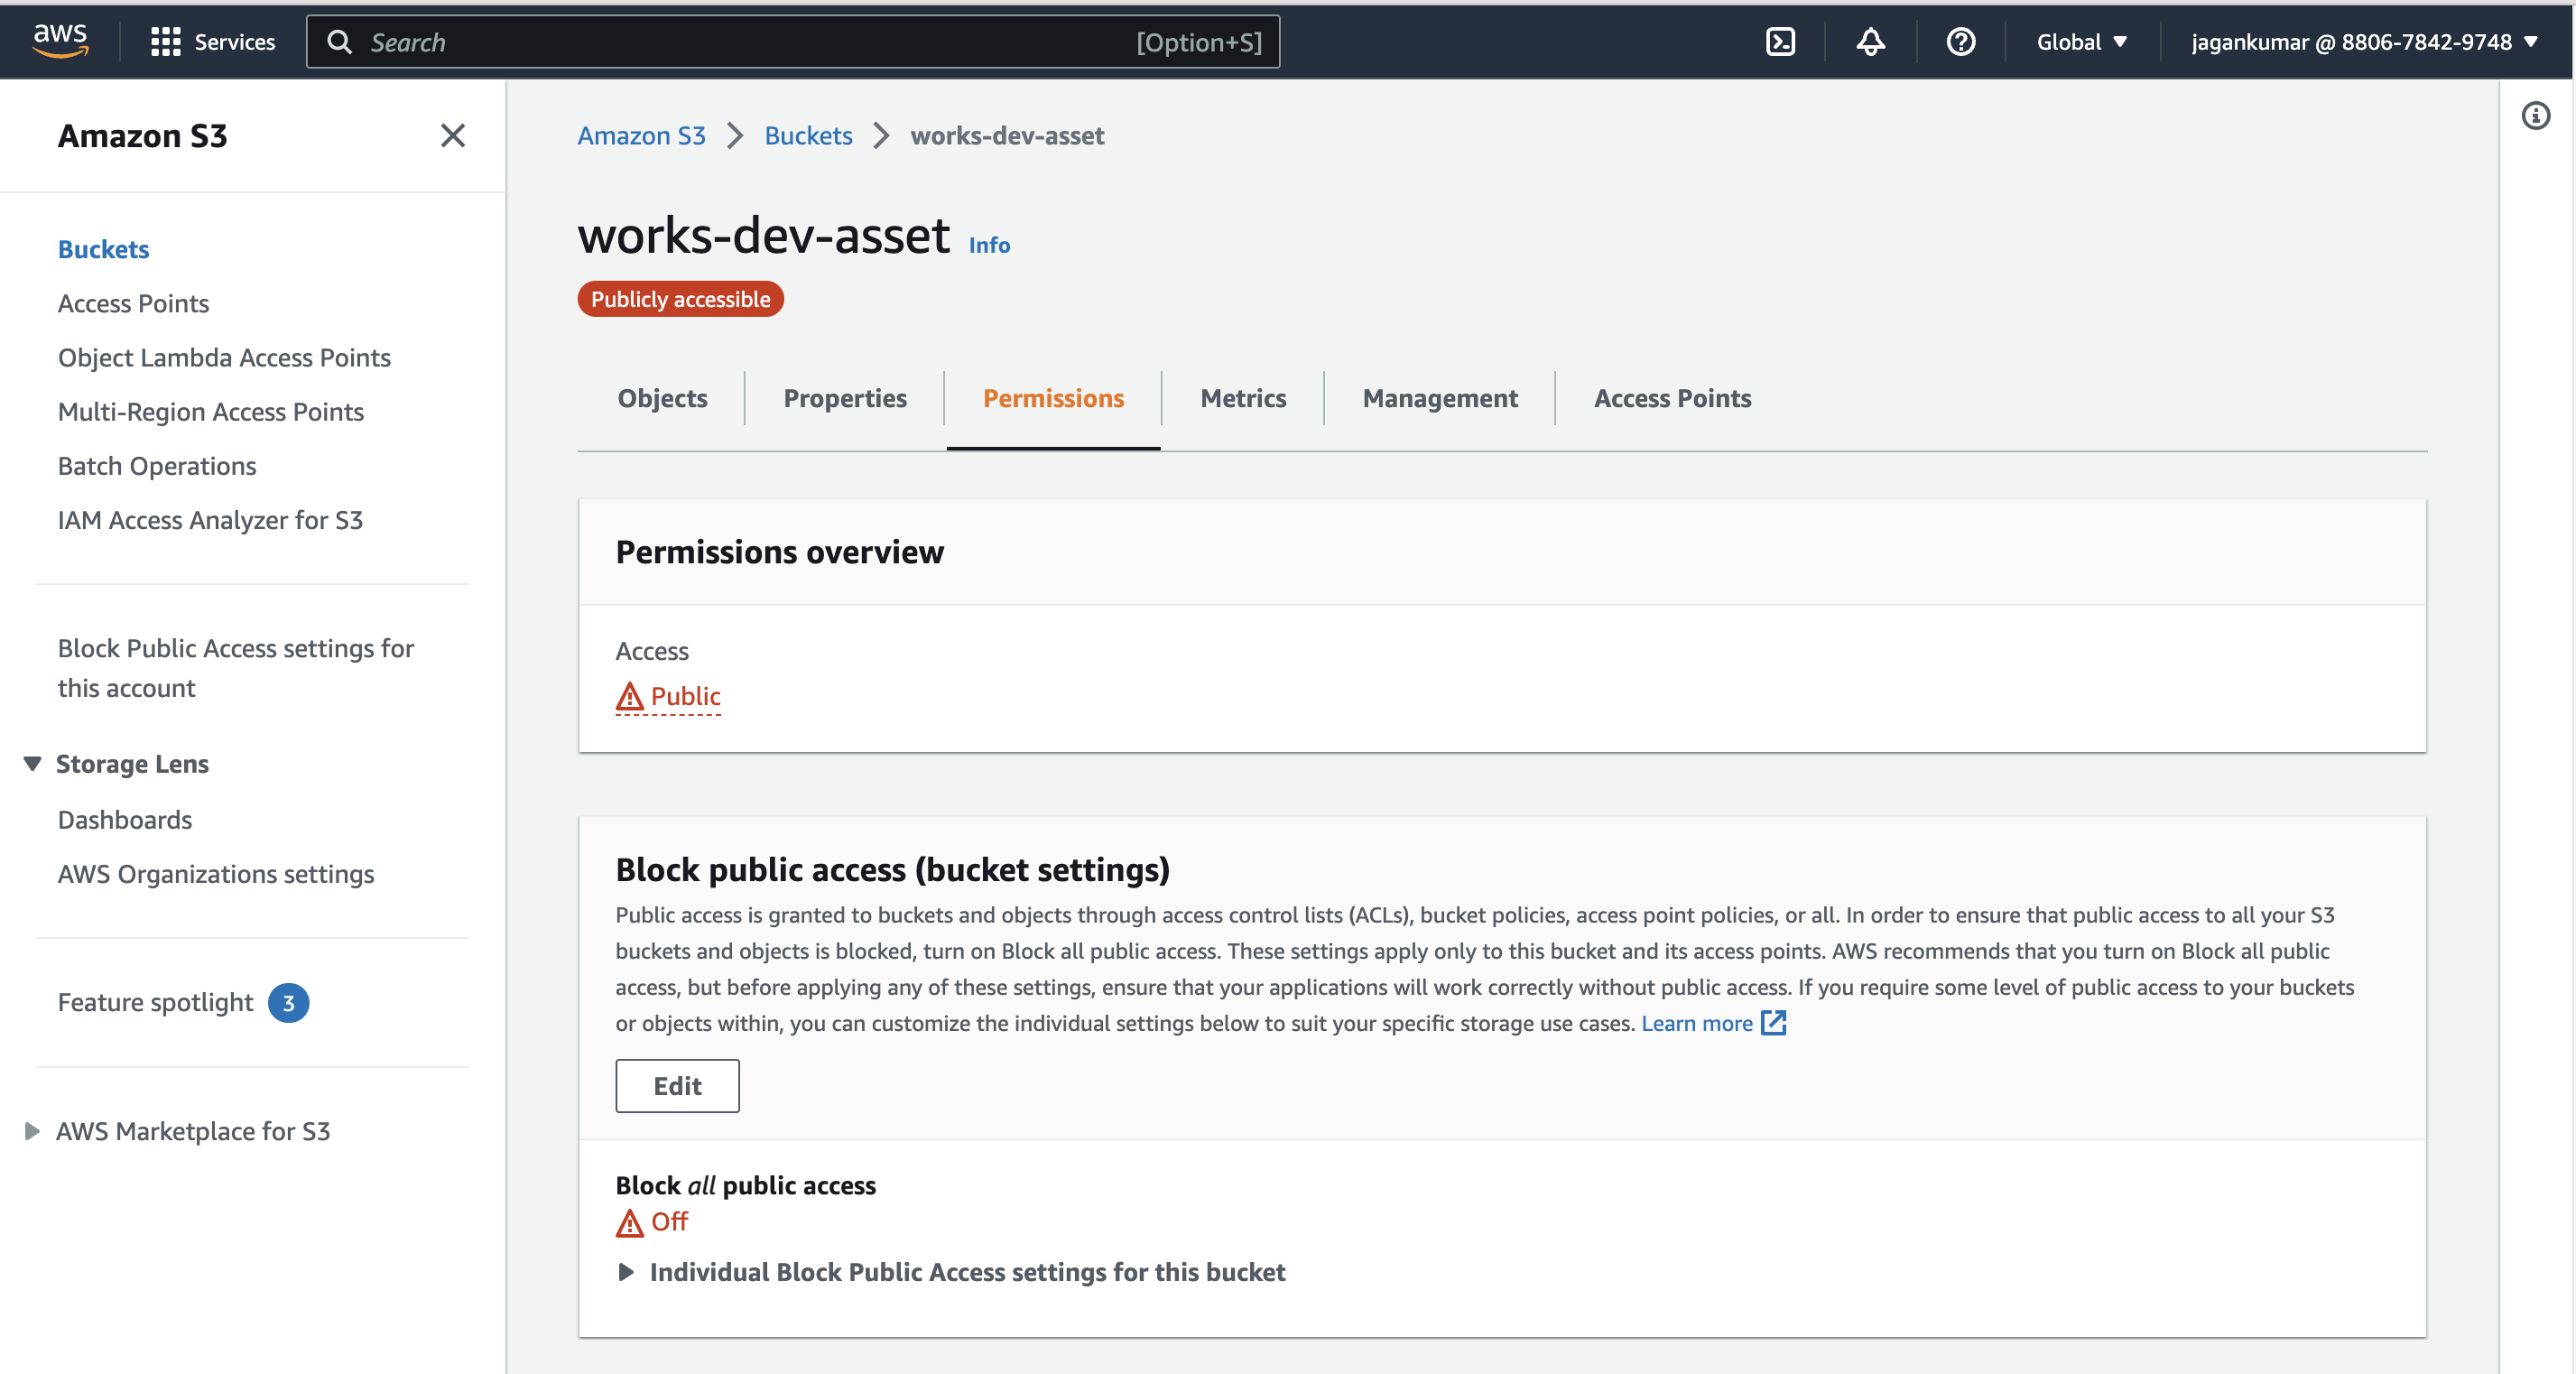 aws
Services
Search
[Option+S]
Global
jagankumar @ 8806-7842-9748
Amazon S3
Buckets
Access Points
Object Lambda Access Points
Multi-Region Access Points
Batch Operations
IAM Access Analyzer for S3
Block Public Access settings for
this account
Storage Lens
Dashboards
AWS Organizations settings
Feature spotlight 3
AWS Marketplace for S3
Amazon S3 > Buckets > works-dev-asset
works-dev-asset Info
Publicly accessible
Objects
Properties
Permissions
Metrics
Management
Access Points
Permissions overview
Access
Public
Block public access (bucket settings)
Public access is granted to buckets and objects through access control lists (ACLs), bucket policies, access point policies, or all. In order to ensure that public access to all your S3
buckets and objects is blocked, turn on Block all public access. These settings apply only to this bucket and its access points. AWS recommends that you turn on Block all public
access, but before applying any of these settings, ensure that your applications will work correctly without public access. If you require some level of public access to your buckets
or objects within, you can customize the individual settings below to suit your specific storage use cases. Learn more
Edit
Block all public access
Off
Individual Block Public Access settings for this bucket